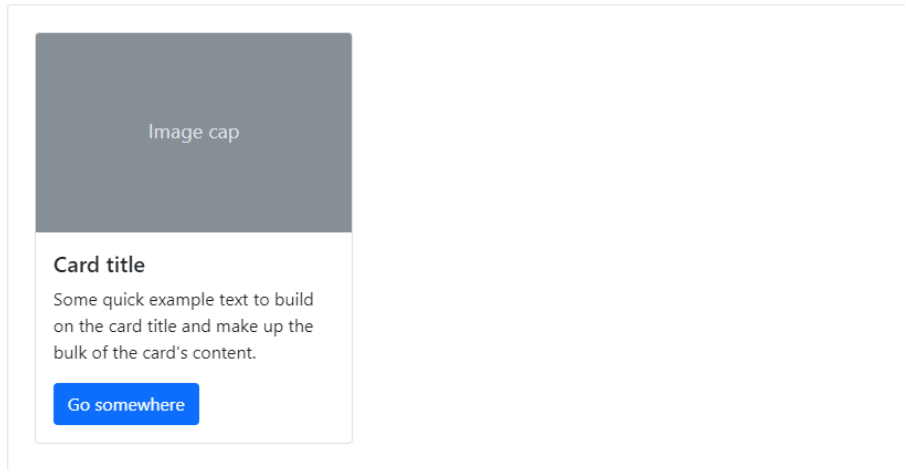 Image cap
Card title
Some quick example text to build
on the card title and make up the
bulk of the card's content.
Go somewhere